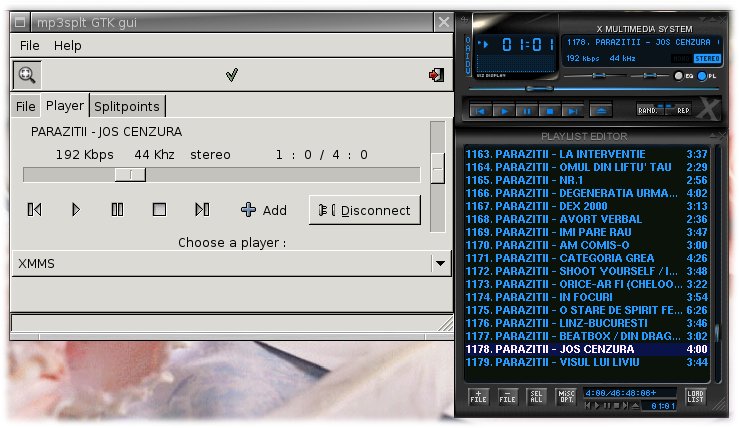 mp3splt GTK gui
File Help
File Player Splitpoints
PARAZITII - JOS CENZURA
192 Kbps 44 Khz stereo 1 : 0 / 4 : 0
Add Disconnect
Choose a player :
XMMS
X MULTIMEDIA SYSTEM
OAIDV
01:01
1178. PARAZITII - JOS CENZURA
192 kbps 44 kHz STEREO
EQ PL
RAND. REP
PLAYLIST EDITOR
1163. PARAZITII - LA INTERVENTIE 3:37
1164. PARAZITII - OMUL DIN LIFTU' TAU 2:29
1165. PARAZITII - NR.1 2:56
1166. PARAZITII - DEGENERATIA URMA... 4:02
1167. PARAZITII - DEX 2000 3:13
1168. PARAZITII - AVORT VERBAL 2:36
1169. PARAZITII - IMI PARE RAU 3:47
1170. PARAZITII - AM COMIS-O 3:00
1171. PARAZITII - CATEGORIA GREA 4:26
1172. PARAZITII - SHOOT YOURSELF / I... 3:48
1173. PARAZITII - ORICE-AR FI (CHELOO... 3:22
1174. PARAZITII - IN FOCURI 3:54
1175. PARAZITII - O STARE DE SPIRIT FE... 6:26
1176. PARAZITII - LINZ-BUCURESTI 3:46
1177. PARAZITII - BEATBOX / DIN DRAG... 3:02
1178. PARAZITII - JOS CENZURA 4:00
1179. PARAZITII - VISUL LUI LIVIU 3:44
+ FILE - FILE SEL ALL MISC OPT. 4:00/46:48:06+ LOAD LIST
01:01